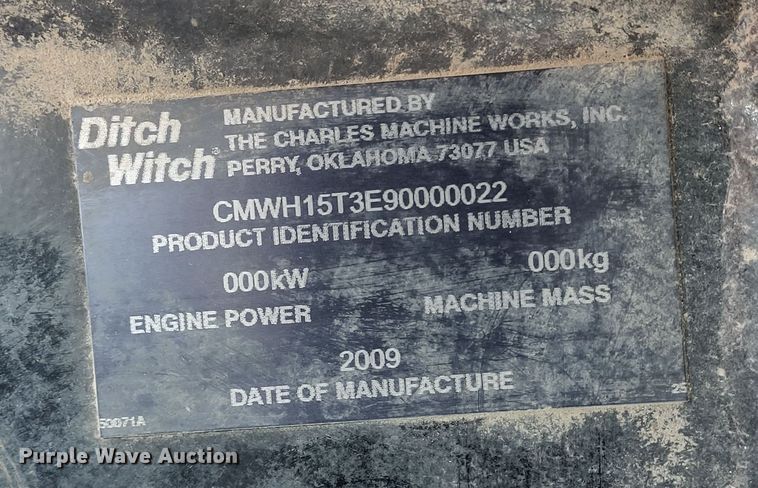 Ditch Witch®
MANUFACTURED BY
THE CHARLES MACHINE WORKS, INC.
PERRY, OKLAHOMA 73077 USA
CMWH15T3E90000022
PRODUCT IDENTIFICATION NUMBER
000kW
ENGINE POWER
000kg
MACHINE MASS
2009
DATE OF MANUFACTURE
Purple Wave Auction